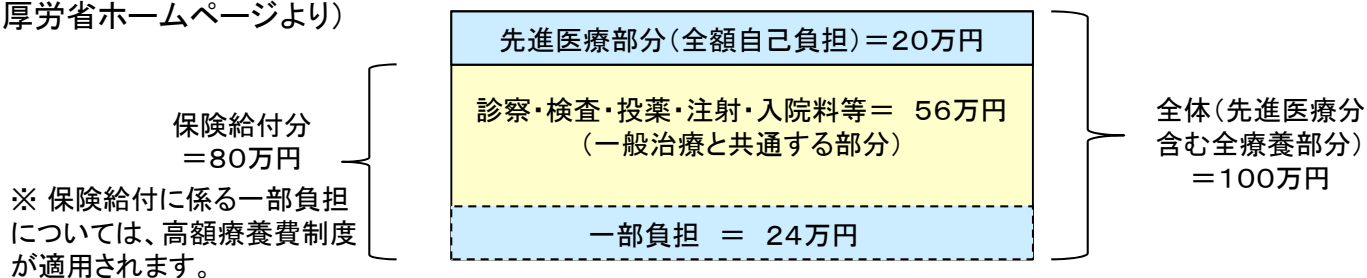 厚労省ホームページより）
先進医療部分（全額自己負担）＝20万円
診察・検査・投薬・注射・入院料等＝ 56万円
（一般治療と共通する部分）
一部負担 ＝ 24万円
保険給付分
＝80万円
※ 保険給付に係る一部負担
については、高額療養費制度
が適用されます。
全体（先進医療分
含む全療養部分）
＝100万円